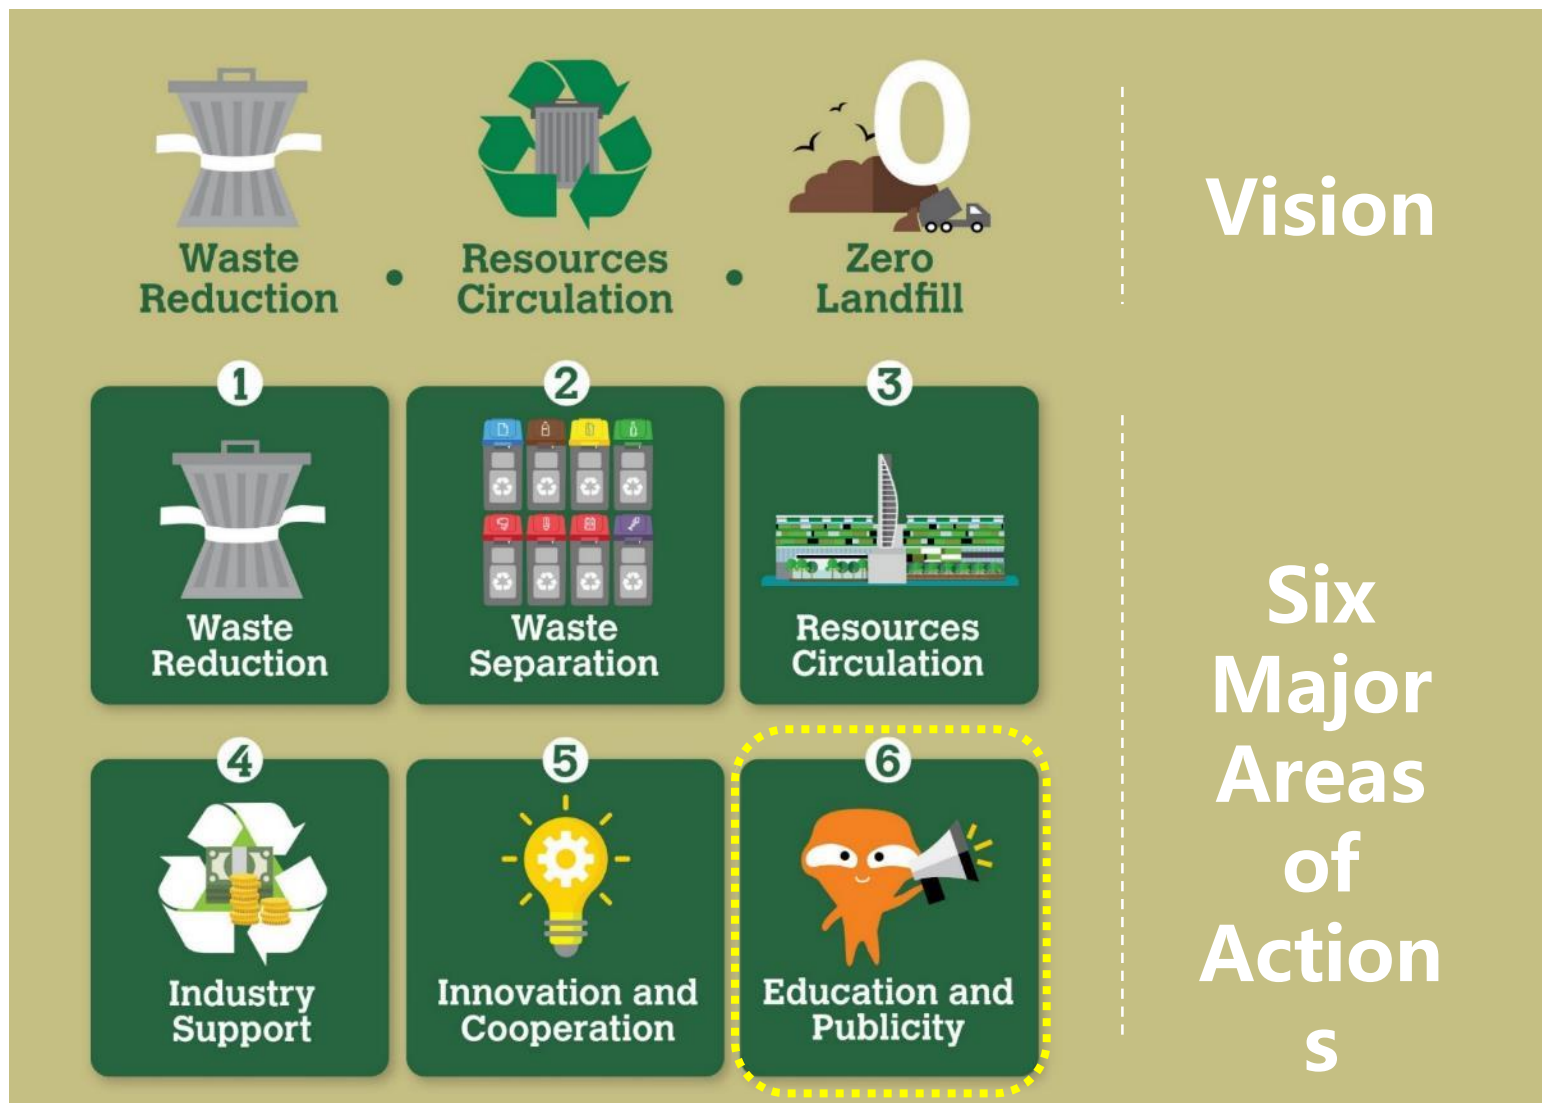 0
Waste
Reduction
•
Resources
Circulation
•
Zero
Landfill
Vision
1
Waste
Reduction
2
Waste
Separation
3
Resources
Circulation
4
Industry
Support
5
Innovation and
Cooperation
6
Education and
Publicity
Six
Major
Areas
of
Action
s